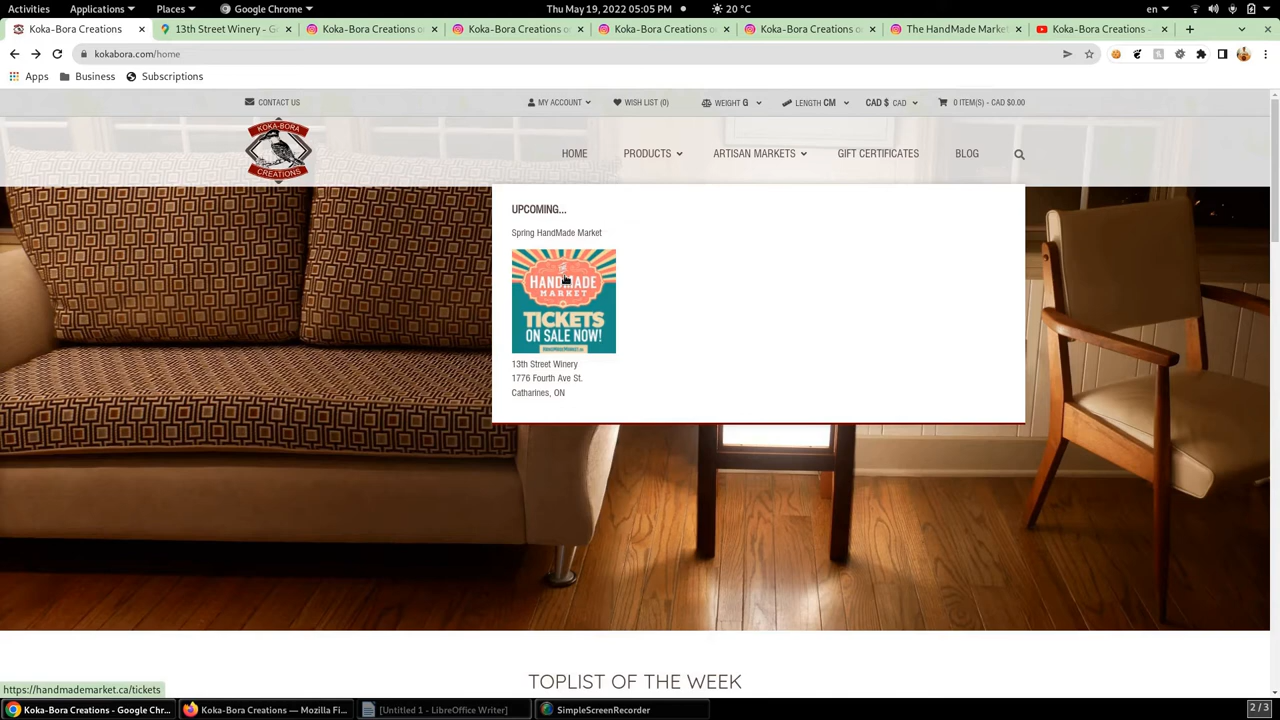 Activities Applications Places Google Chrome Thu May 19, 2022 05:05 PM 20 °C en
Koka-Bora Creations 13th Street Winery - Go Koka-Bora Creations o Koka-Bora Creations o Koka-Bora Creations o Koka-Bora Creations o The HandMade Market Koka-Bora Creations -
kokabora.com/home
Apps Business Subscriptions
CONTACT US MY ACCOUNT WISH LIST (0) WEIGHT G LENGTH CM CAD $ CAD 0 ITEM(S) - CAD $0.00
KOKA-BORA
CREATIONS
HOME PRODUCTS ARTISAN MARKETS GIFT CERTIFICATES BLOG
UPCOMING...
Spring HandMade Market
HANDMADE
MARKET
TICKETS
ON SALE NOW!
13th Street Winery
1776 Fourth Ave St.
Catharines, ON
TOPLIST OF THE WEEK
https://handmademarket.ca/tickets
Koka-Bora Creations - Google Chr... Koka-Bora Creations — Mozilla Fi... [Untitled 1 - LibreOffice Writer] SimpleScreenRecorder 2 / 3